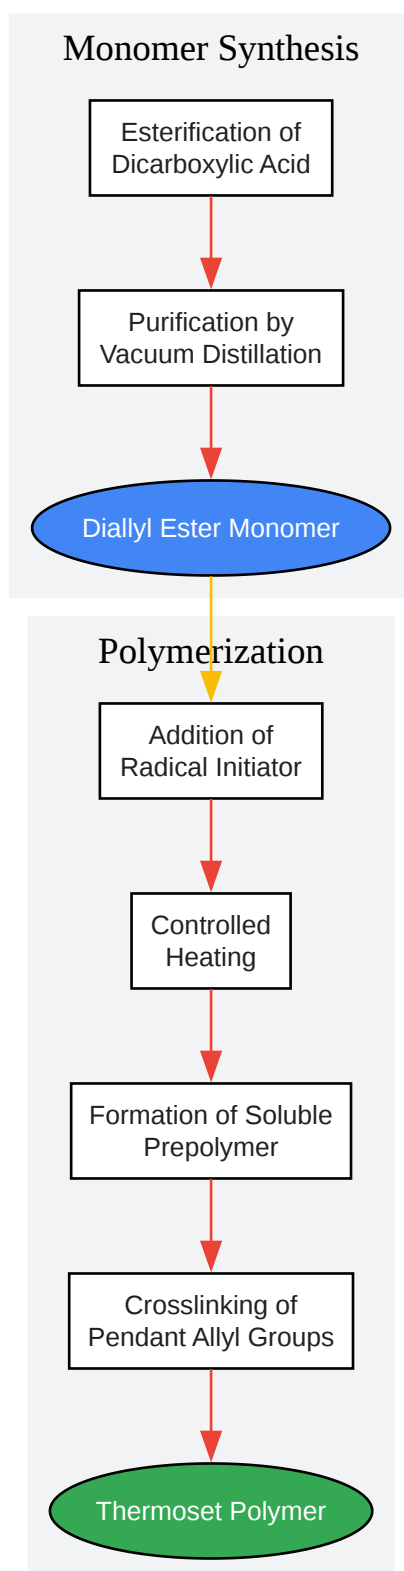 Monomer Synthesis
Esterification of
Dicarboxylic Acid
Purification by
Vacuum Distillation
Diallyl Ester Monomer
Polymerization
Addition of
Radical Initiator
Controlled
Heating
Formation of Soluble
Prepolymer
Crosslinking of
Pendant Allyl Groups
Thermoset Polymer